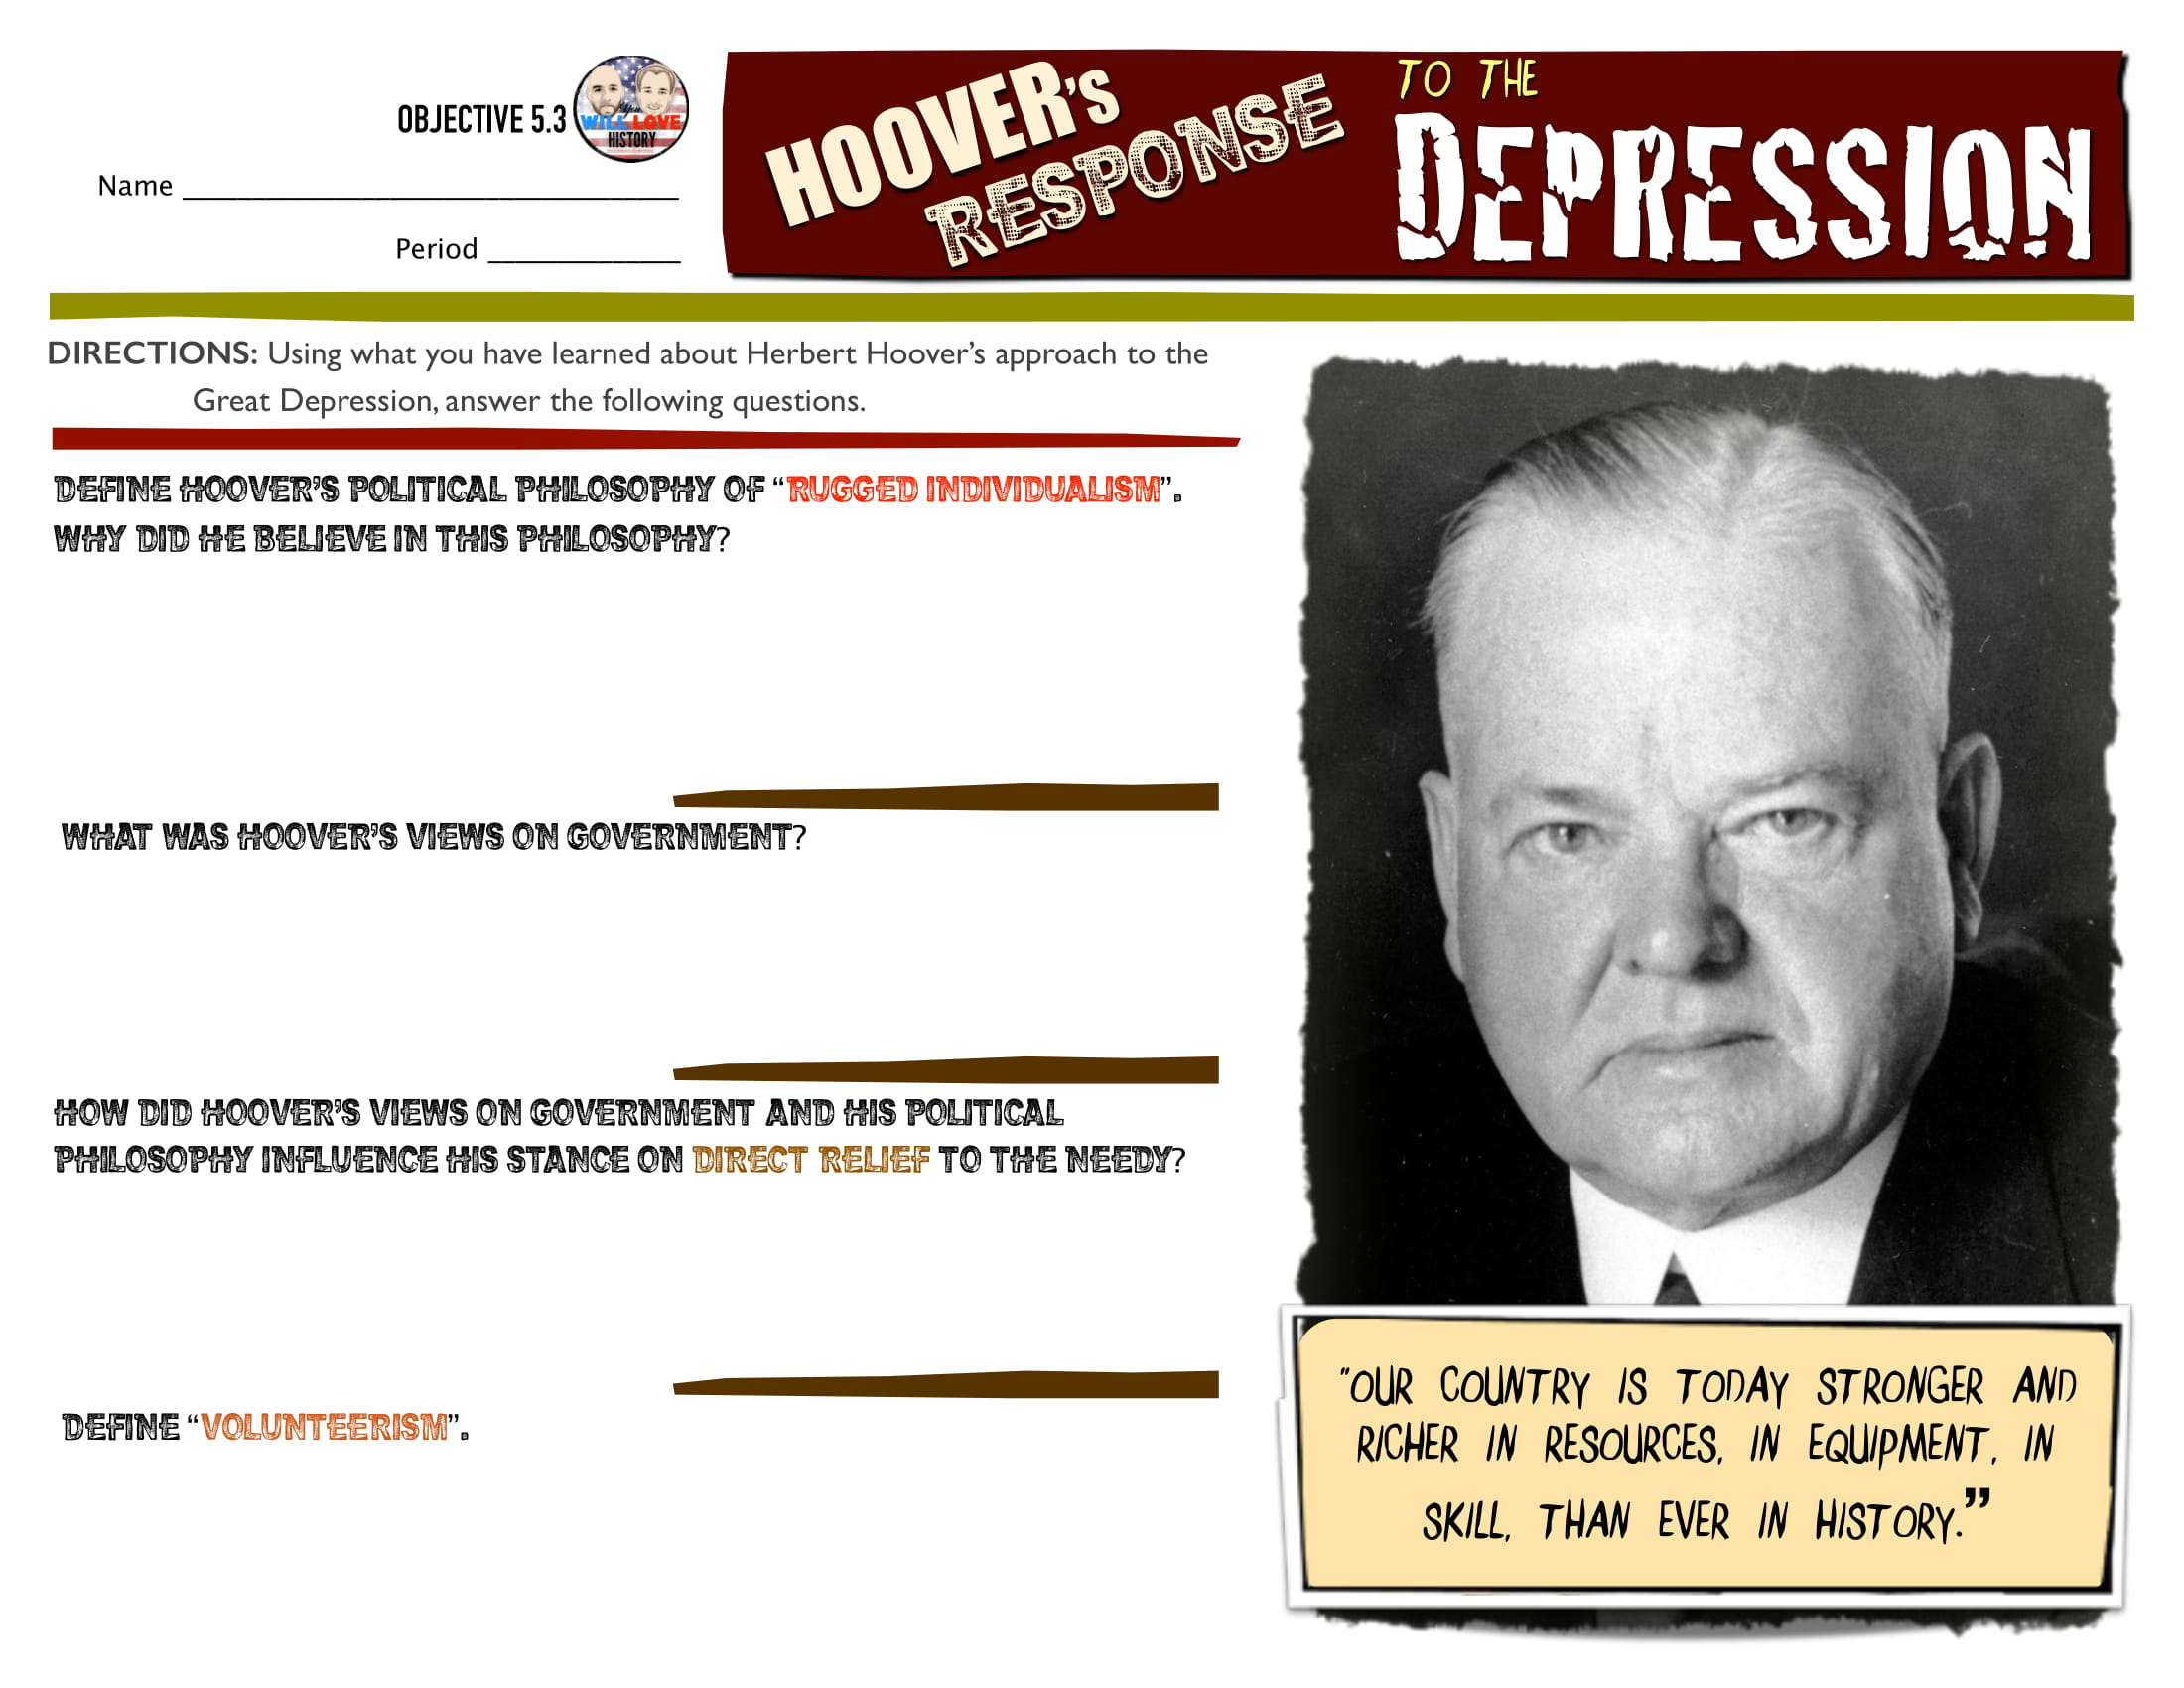 OBJECTIVE 5.3
You
WILL LOVE
HISTORY
Name ____________________
Period ____________
HOOVER's
RESPONSE
TO THE
DEPRESSION
DIRECTIONS: Using what you have learned about Herbert Hoover's approach to the
Great Depression, answer the following questions.
DEFINE HOOVER'S POLITICAL PHILOSOPHY OF “RUGGED INDIVIDUALISM”.
WHY DID HE BELIEVE IN THIS PHILOSOPHY?
WHAT WAS HOOVER'S VIEWS ON GOVERNMENT?
HOW DID HOOVER'S VIEWS ON GOVERNMENT AND HIS POLITICAL
PHILOSOPHY INFLUENCE HIS STANCE ON DIRECT RELIEF TO THE NEEDY?
DEFINE “VOLUNTEERISM”.
"OUR COUNTRY IS TODAY STRONGER AND
RICHER IN RESOURCES, IN EQUIPMENT, IN
SKILL, THAN EVER IN HISTORY.”